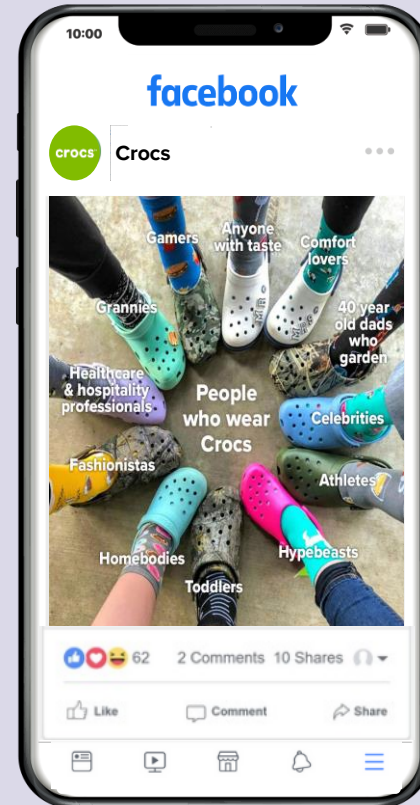 10:00
facebook
crocs
Crocs
Gamers
Anyone
with taste
Comfort
lovers
Grannies
40 year
old dads
who
garden
Healthcare
& hospitality
professionals
People
who wear
Crocs
Celebrities
Fashionistas
Athletes
Homebodies
Hypebeasts
Toddlers
62 2 Comments 10 Shares
Like Comment Share